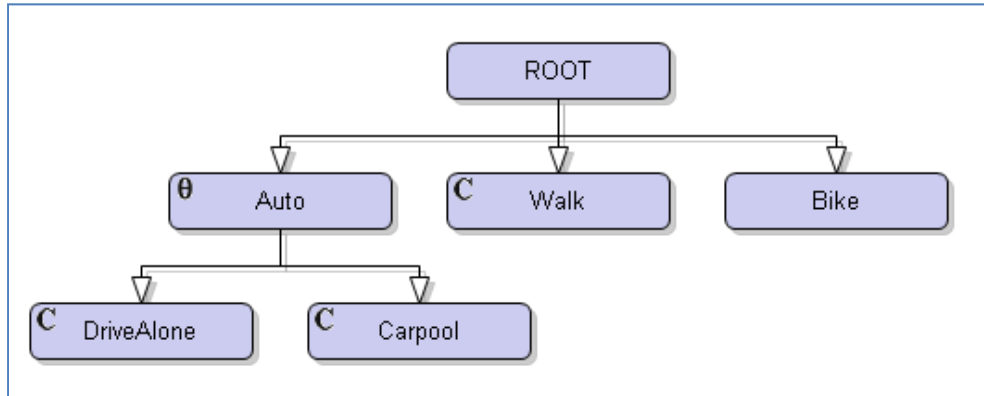 ROOT
θ Auto
C Walk
Bike
C DriveAlone
C Carpool